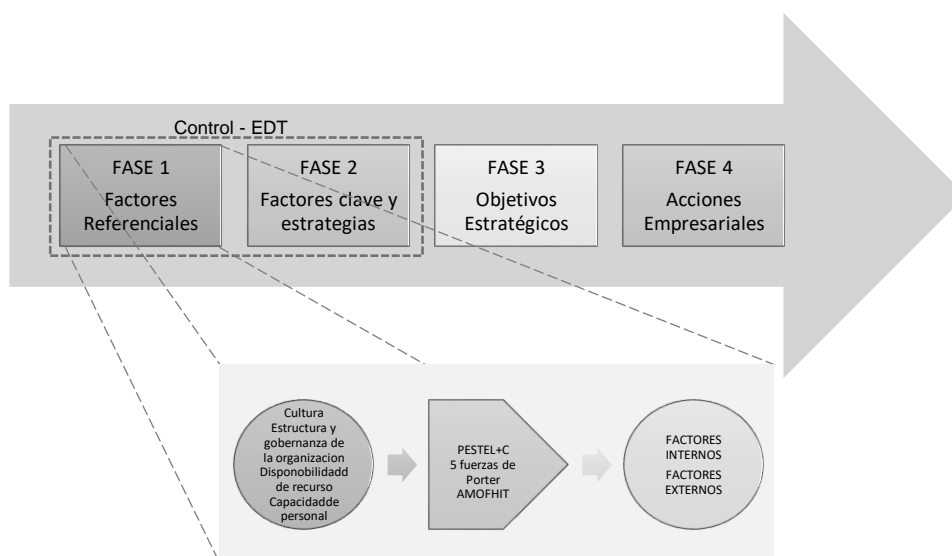 Control - EDT
FASE 1
Factores
Referenciales
FASE 2
Factores clave y
estrategias
FASE 3
Objetivos
Estratégicos
FASE 4
Acciones
Empresariales
Cultura
Estructura y
gobernanza de
la organizacion
Disponobilidadd
de recurso
Capacidadde
personal
PESTEL+C
5 fuerzas de
Porter
AMOFHIT
FACTORES
INTERNOS
FACTORES
EXTERNOS